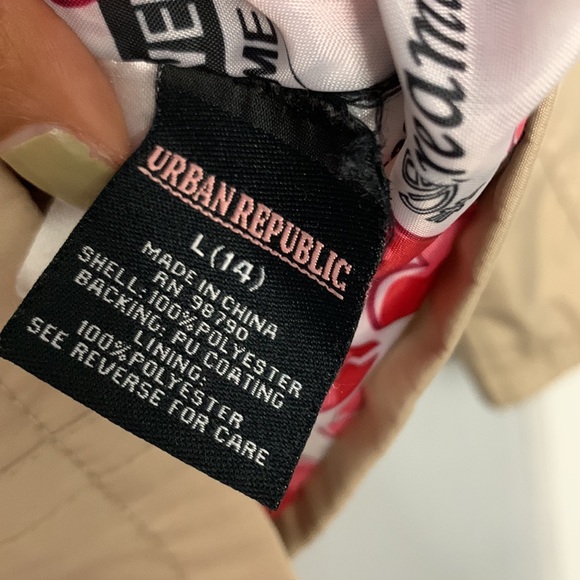 URBAN REPUBLIC
L(14)
MADE IN CHINA
RN 98790
SHELL:100%POLYESTER
BACKING: PU COATING
LINING:
100%POLYESTER
SEE REVERSE FOR CARE